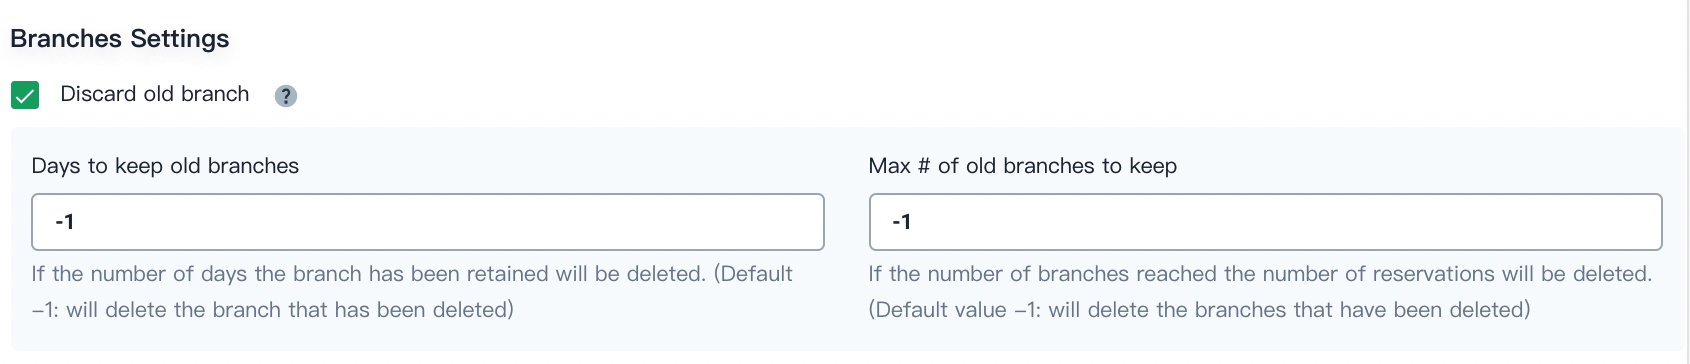 Branches Settings
Discard old branch ?
Days to keep old branches
-1
If the number of days the branch has been retained will be deleted. (Default
–1: will delete the branch that has been deleted)
Max # of old branches to keep
-1
If the number of branches reached the number of reservations will be deleted.
(Default value –1: will delete the branches that have been deleted)